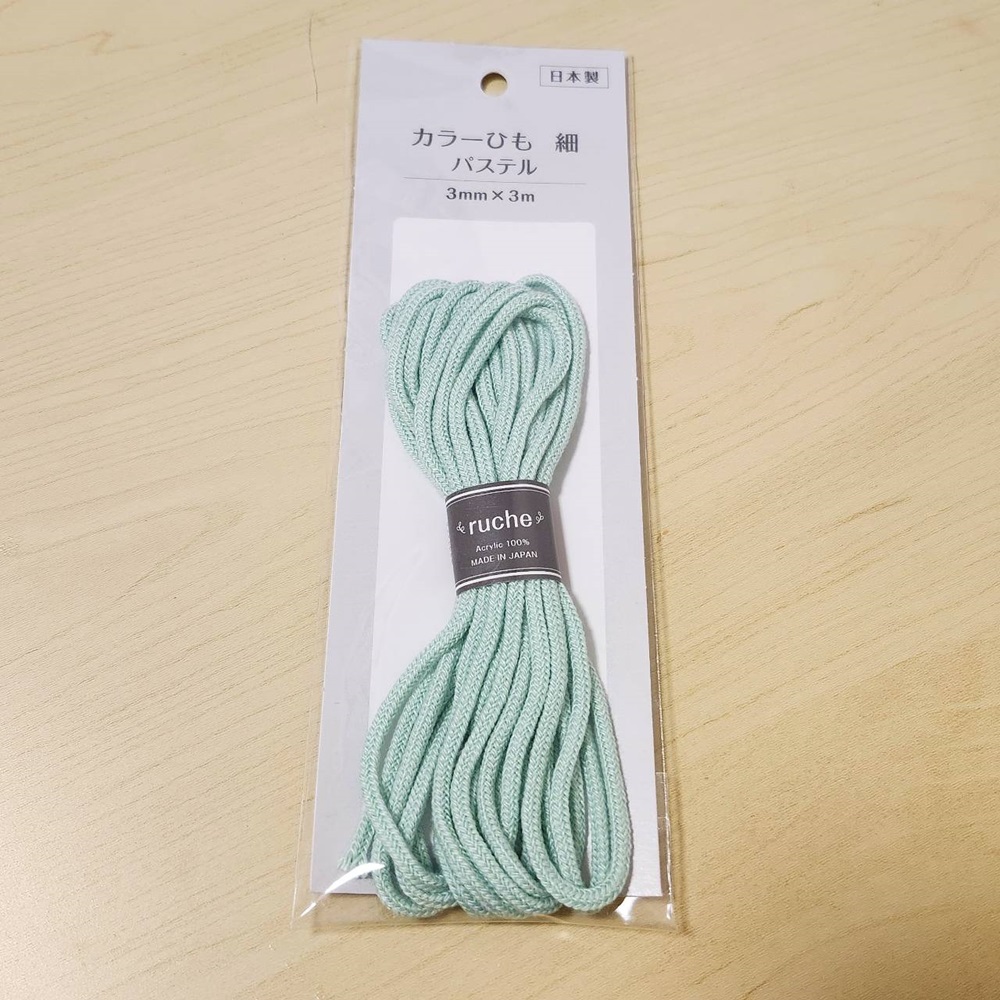 日本製
カラーひも 細
パステル
3mm×3m
ruche
Acrylic 100%
MADE IN JAPAN